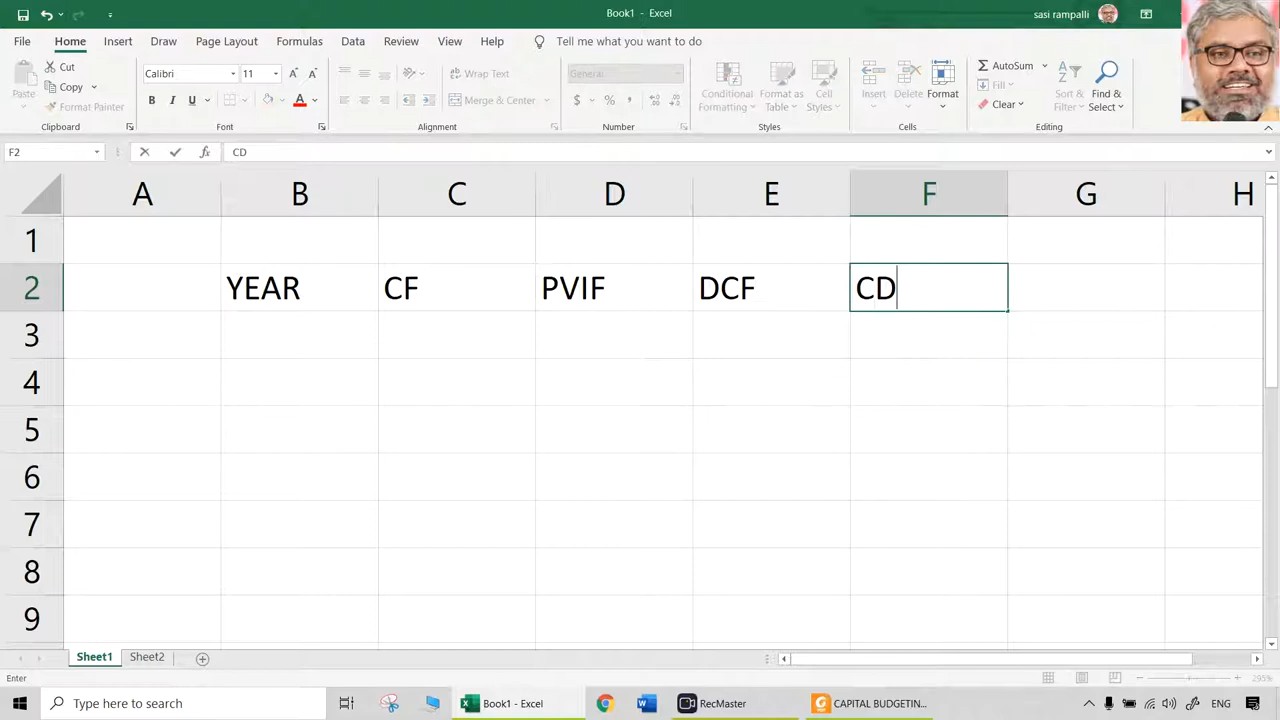 Book1 - Excel
sasi rampalli
File Home Insert Draw Page Layout Formulas Data Review View Help Tell me what you want to do
Paste
Cut
Copy
Format Painter
Clipboard
Calibri 11
B I U
Font
Wrap Text
Merge & Center
Alignment
General
$ % ,
Number
Conditional Formatting
Format as Table
Cell Styles
Styles
Insert Delete Format
Cells
AutoSum
Fill
Clear
Sort & Filter
Find & Select
Editing
F2 fx CD
A B C D E F G H
1
2 YEAR CF PVIF DCF CD
3
4
5
6
7
8
9
Sheet1 Sheet2
Enter 295%
Type here to search Book1 - Excel RecMaster CAPITAL BUDGETIN... ENG